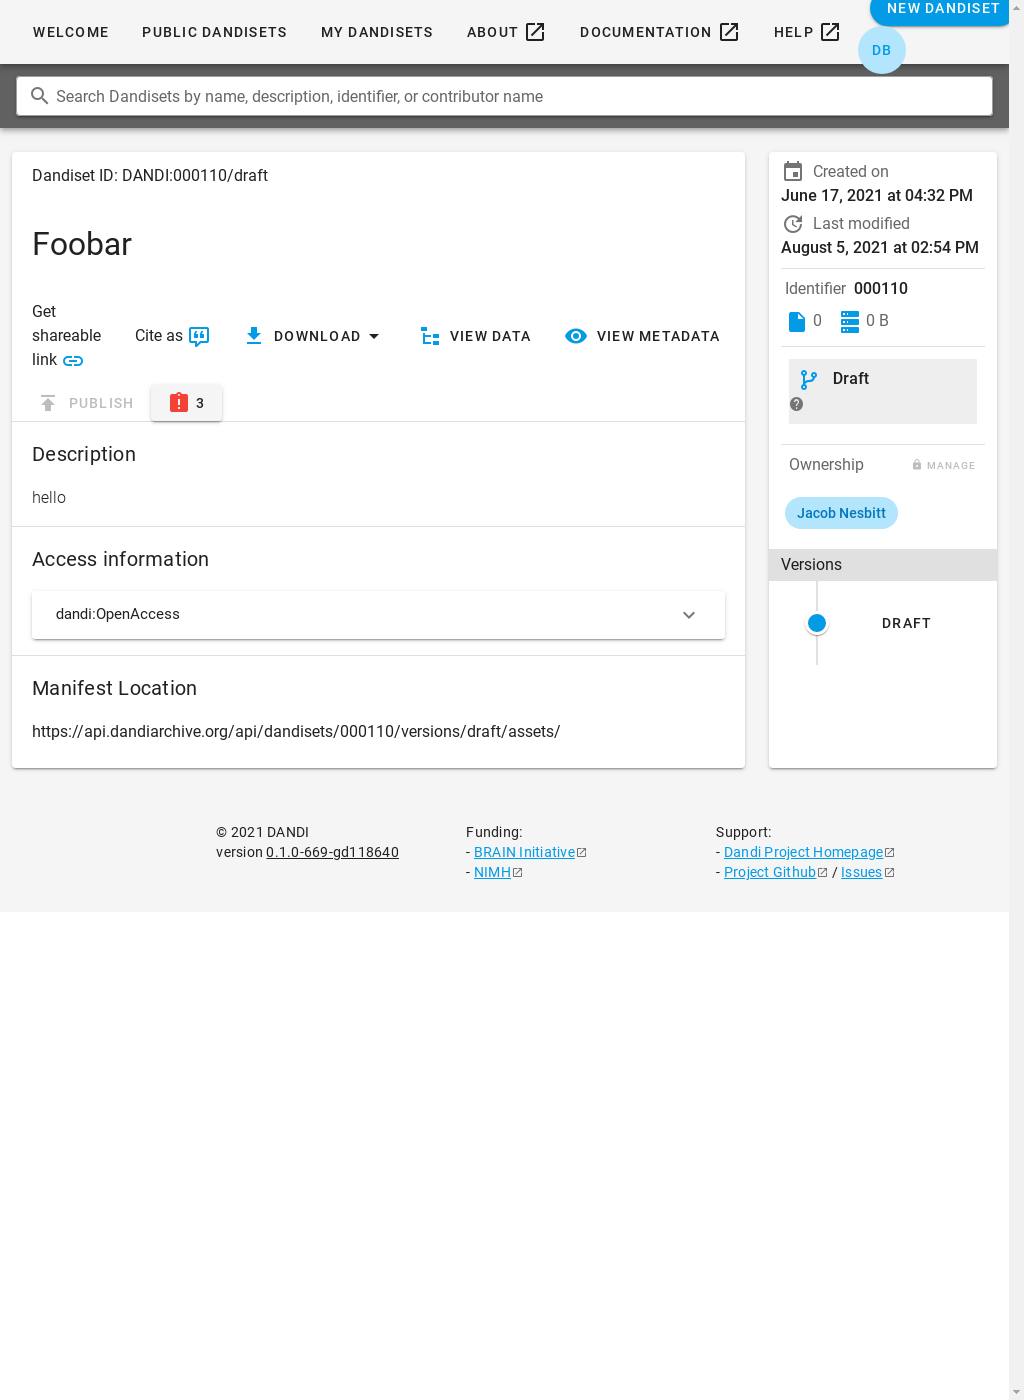 WELCOME PUBLIC DANDISETS MY DANDISETS ABOUT DOCUMENTATION HELP NEW DANDISET
DB
Search Dandisets by name, description, identifier, or contributor name
Dandiset ID: DANDI:000110/draft
Foobar
Get shareable link
Cite as
DOWNLOAD
VIEW DATA
VIEW METADATA
PUBLISH
3
Description
hello
Access information
dandi:OpenAccess
Manifest Location
https://api.dandiarchive.org/api/dandisets/000110/versions/draft/assets/
Created on
June 17, 2021 at 04:32 PM
Last modified
August 5, 2021 at 02:54 PM
Identifier 000110
0 0 B
Draft
Ownership MANAGE
Jacob Nesbitt
Versions
DRAFT
© 2021 DANDI
version 0.1.0-669-gd118640
Funding:
- BRAIN Initiative
- NIMH
Support:
- Dandi Project Homepage
- Project Github / Issues